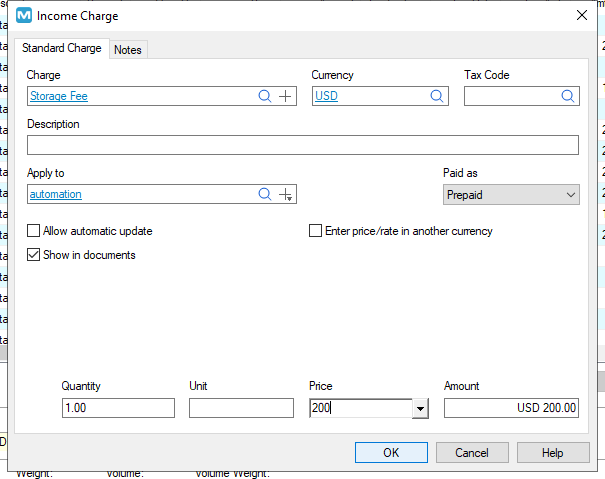 M Income Charge
Standard Charge Notes
Charge Currency Tax Code
Storage Fee USD
Description
Apply to Paid as
automation Prepaid
Allow automatic update Enter price/rate in another currency
Show in documents
Quantity Unit Price Amount
1.00 200 USD 200.00
OK Cancel Help
Weight: Volume: Volume Weight: